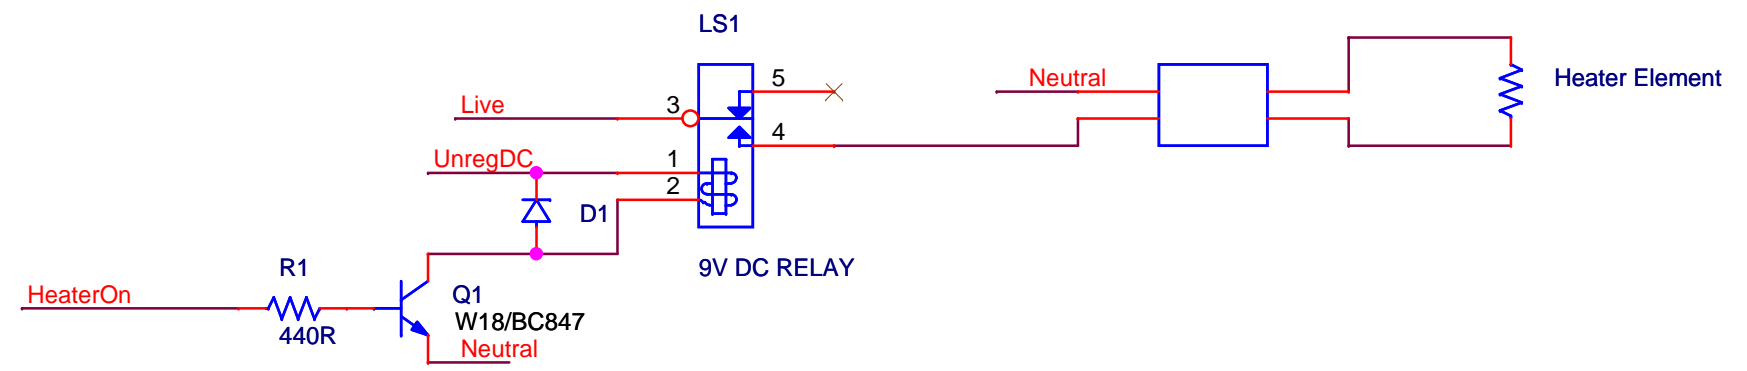 LS1
5
Neutral
Heater Element
Live
3
4
UnregDC
1
2
D1
R1
9V DC RELAY
HeaterOn
Q1
W18/BC847
440R
Neutral